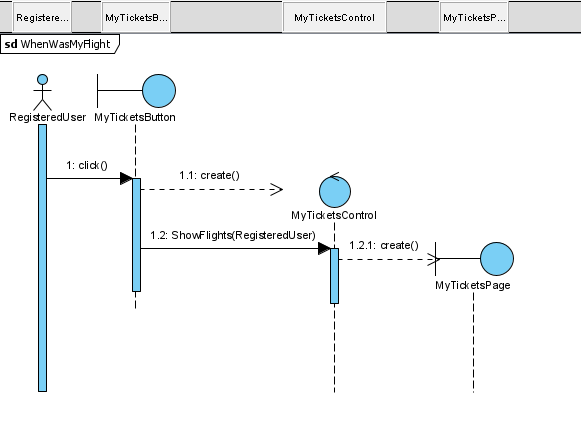 Registere... MyTicketsB... MyTicketsControl MyTicketsP...
sd WhenWasMyFlight
RegisteredUser MyTicketsButton
1: click()
1.1: create()
MyTicketsControl
1.2: ShowFlights(RegisteredUser)
1.2.1: create()
MyTicketsPage